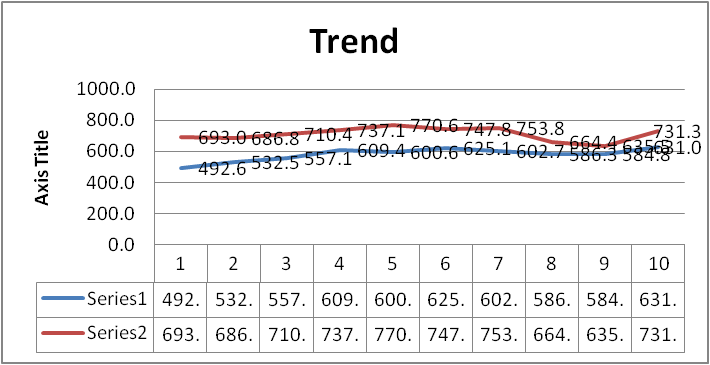 Trend
Axis Title
1000.0
800.0
600.0
400.0
200.0
0.0
693.0 686.8 710.4 737.1 770.6 747.8 753.8 664.4 635.5 731.3
492.6 532.5 557.1 609.4 600.6 625.1 602.7 586.3 584.8 631.0
1 2 3 4 5 6 7 8 9 10
Series1 492. 532. 557. 609. 600. 625. 602. 586. 584. 631.
Series2 693. 686. 710. 737. 770. 747. 753. 664. 635. 731.